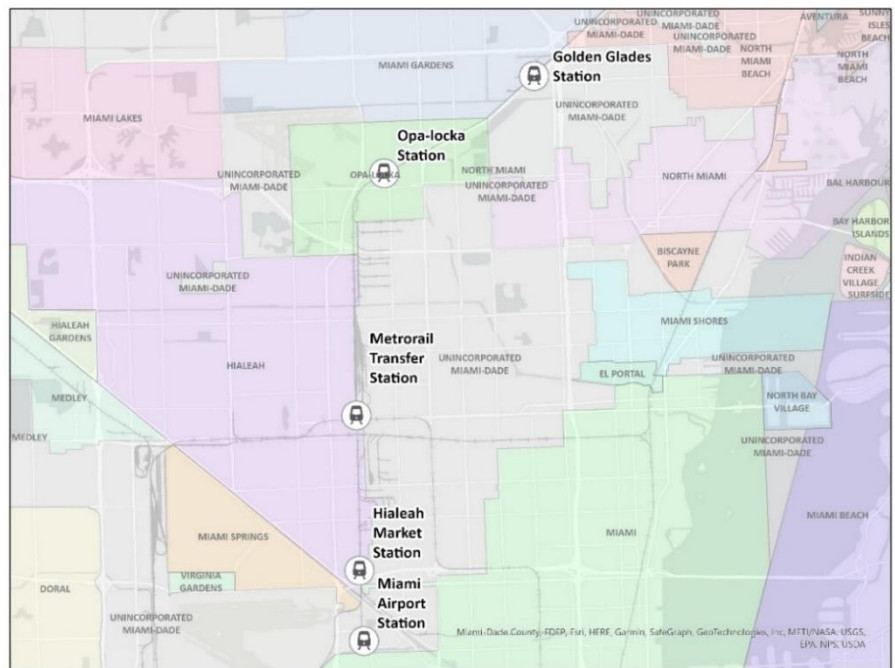 UNINCORPORATED
MIAMI-DADE
UNINCORPORATED
MIAMI-DADE
AVENTURA
SUNNY
ISLES
BEACH
UNINCORPORATED
MIAMI-DADE
MIAMI GARDENS
Golden Glades
Station
NORTH
MIAMI
BEACH
NORTH
MIAMI
BEACH
UNINCORPORATED
MIAMI-DADE
MIAMI LAKES
Opa-locka
Station
UNINCORPORATED
MIAMI-DADE
NORTH MIAMI
UNINCORPORATED
MIAMI-DADE
NORTH MIAMI
BAL HARBOUR
BAY HARBOR
ISLANDS
BISCAYNE
PARK
INDIAN
CREEK
VILLAGE
SURFSIDE
UNINCORPORATED
MIAMI-DADE
HIALEAH
GARDENS
MIAMI SHORES
Metrorail
Transfer
Station
HIALEAH
UNINCORPORATED
MIAMI-DADE
UNINCORPORATED
MIAMI-DADE
EL PORTAL
MEDLEY
NORTH BAY
VILLAGE
MEDLEY
UNINCORPORATED
MIAMI-DADE
Hialeah
Market
Station
MIAMI BEACH
MIAMI SPRINGS
MIAMI
VIRGINIA
GARDENS
DORAL
Miami
Airport
Station
UNINCORPORATED
MIAMI-DADE
Miami-Dade County, FDEP, Esri, HERE, Garmin, SafeGraph, GeoTechnologies, Inc, METI/NASA, USGS,
EPA, NPS, USDA